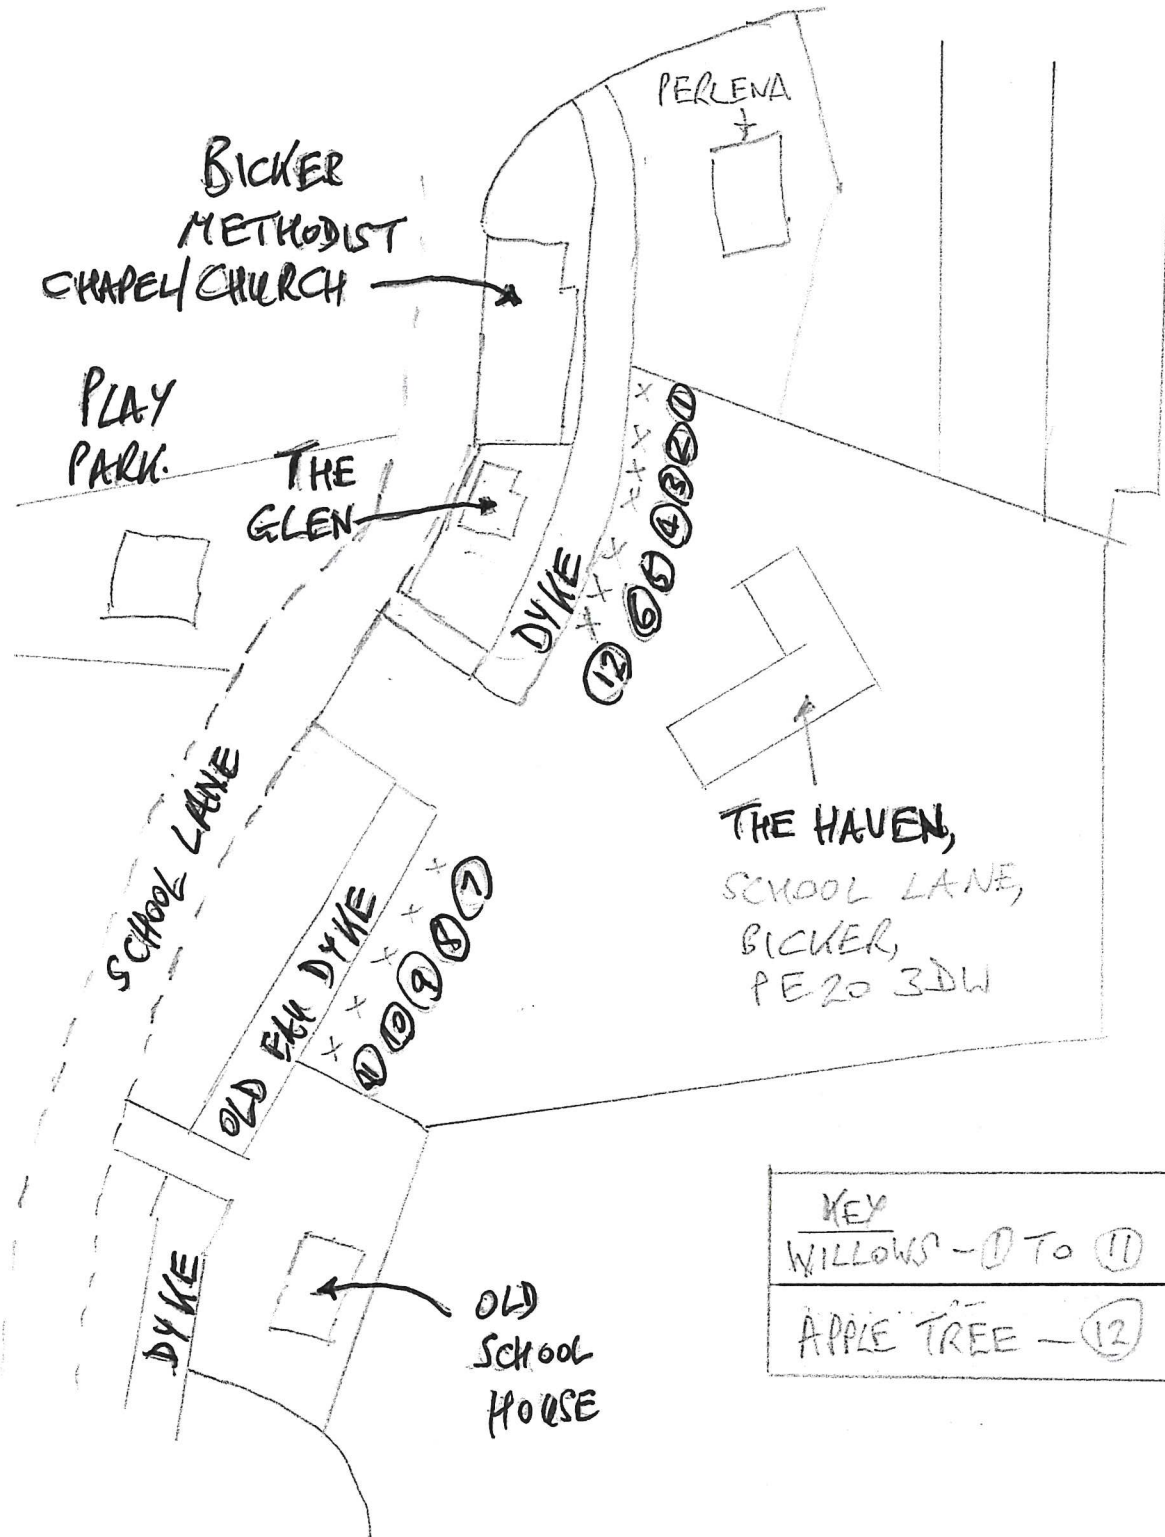 PERLENA
BICKER
METHODIST
CHAPEL/CHURCH
PLAY
PARK.
THE
GLEN
①
②
③
④
⑤
⑥
⑫
DYKE
THE HAVEN,
SCHOOL LANE,
BICKER,
PE20 3DW
SCHOOL LANE
OLD EAU DYKE
⑦
⑧
⑨
⑩
⑪
DYKE
OLD
SCHOOL
HOUSE
KEY
WILLOWS - ① TO ⑪
APPLE TREE - ⑫